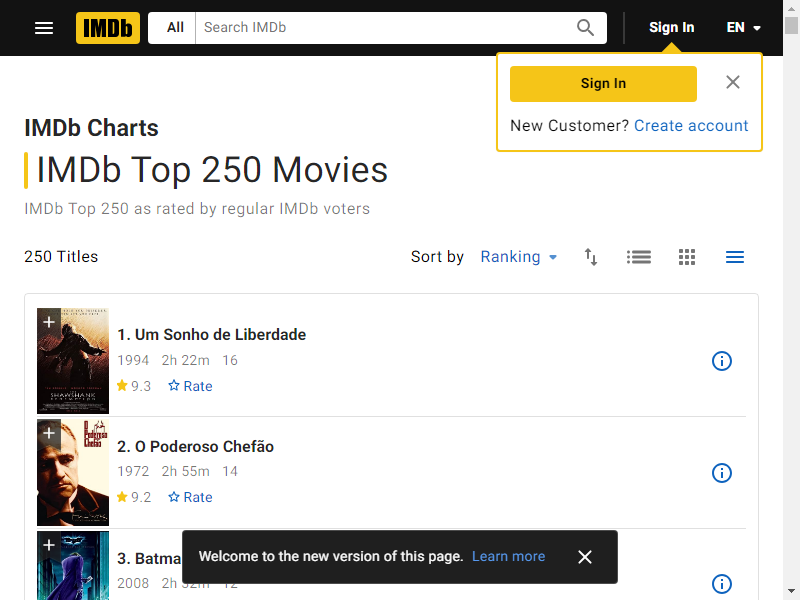 IMDb
All
Search IMDb
Sign In
EN
Sign In
New Customer? Create account
IMDb Charts
IMDb Top 250 Movies
IMDb Top 250 as rated by regular IMDb voters
250 Titles
Sort by Ranking
1. Um Sonho de Liberdade
1994 2h 22m 16
9.3 Rate
SHAWSHANK
2. O Poderoso Chefão
1972 2h 55m 14
9.2 Rate
O Poderoso Chefão
3. Batma
2008 2h
Welcome to the new version of this page. Learn more